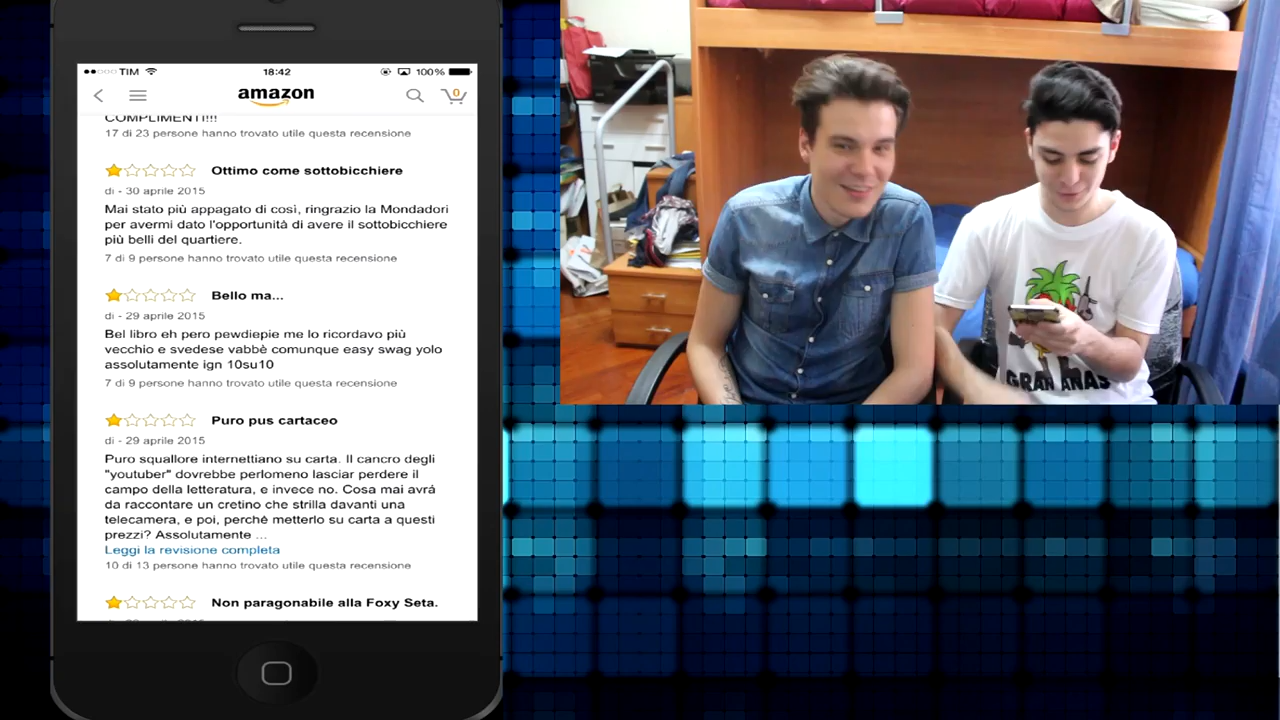 TIM
18:42
100%
amazon
0
COMPLIMENTI!!!
17 di 23 persone hanno trovato utile questa recensione
Ottimo come sottobicchiere
di - 30 aprile 2015
Mai stato più appagato di così, ringrazio la Mondadori
per avermi dato l'opportunità di avere il sottobicchiere
più belli del quartiere.
7 di 9 persone hanno trovato utile questa recensione
Bello ma...
di - 29 aprile 2015
Bel libro eh pero pewdiepie me lo ricordavo più
vecchio e svedese vabbè comunque easy swag yolo
assolutamente ign 10su10
7 di 9 persone hanno trovato utile questa recensione
Puro pus cartaceo
di - 29 aprile 2015
Puro squallore internettiano su carta. Il cancro degli
"youtuber" dovrebbe perlomeno lasciar perdere il
campo della letteratura, e invece no. Cosa mai avrá
da raccontare un cretino che strilla davanti una
telecamera, e poi, perché metterlo su carta a questi
prezzi? Assolutamente ...
Leggi la revisione completa
10 di 13 persone hanno trovato utile questa recensione
Non paragonabile alla Foxy Seta.